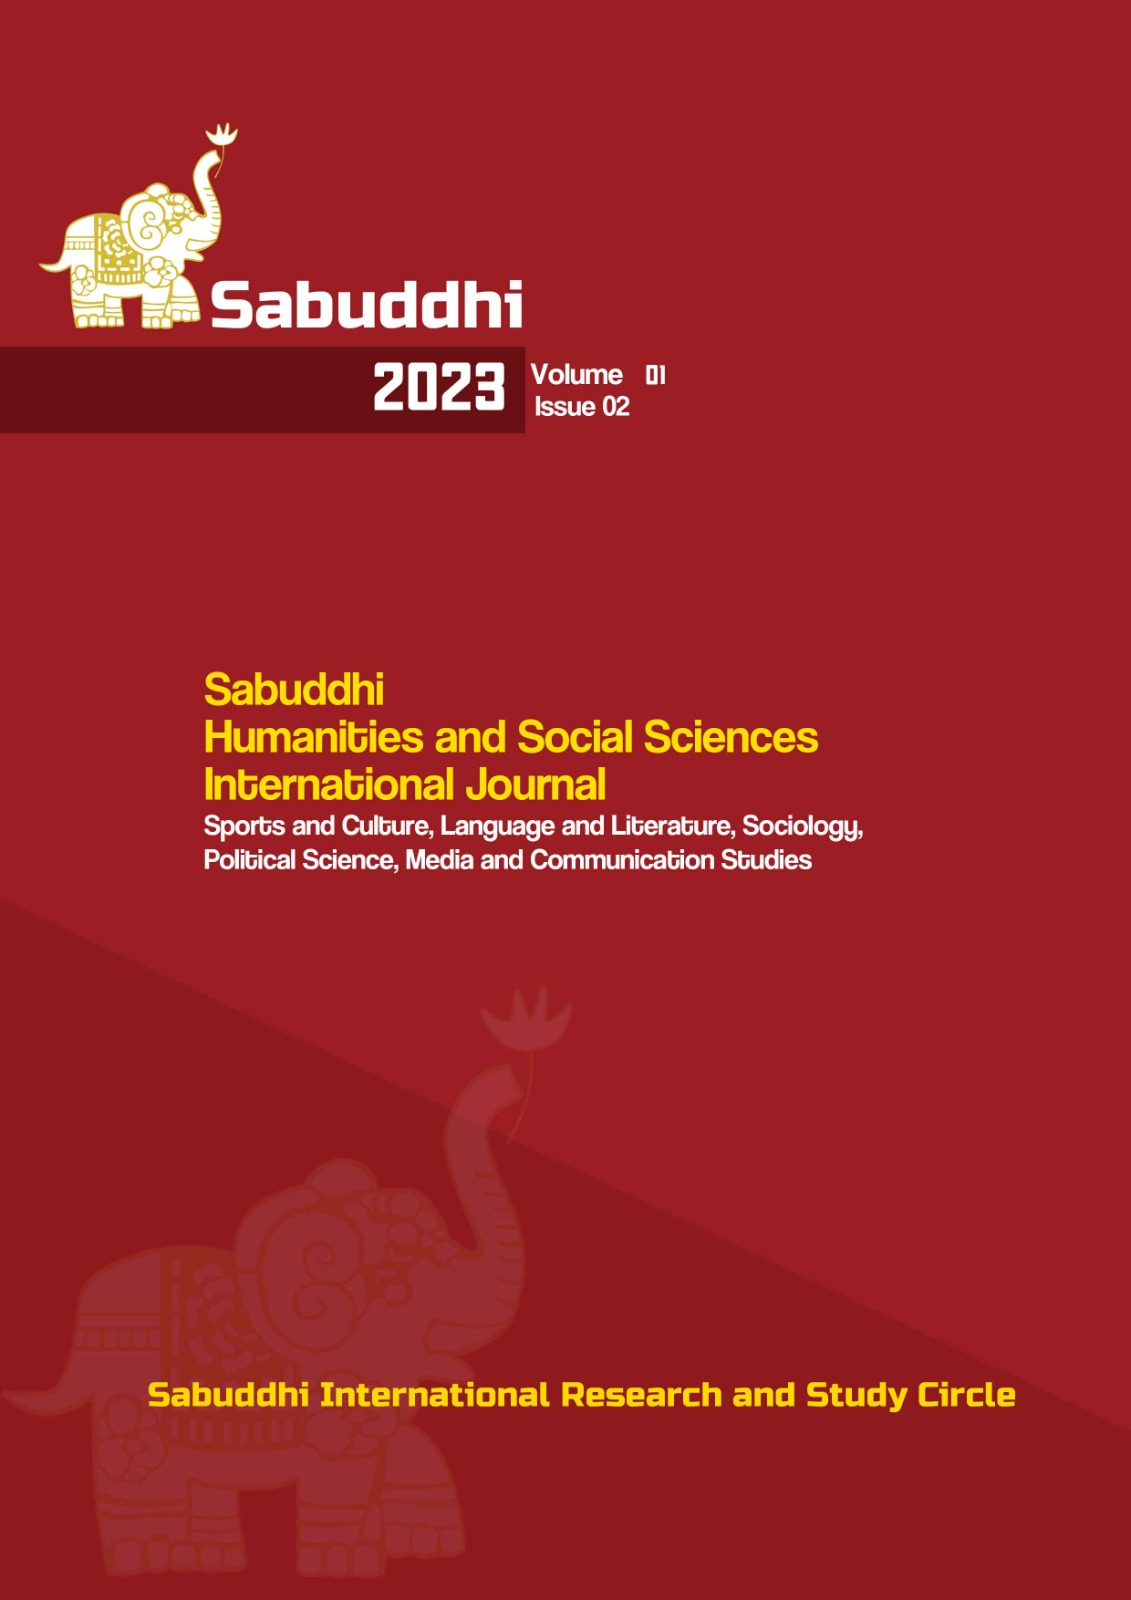 Sabuddhi
2023
Volume 01
Issue 02
Sabuddhi
Humanities and Social Sciences
International Journal
Sports and Culture, Language and Literature, Sociology,
Political Science, Media and Communication Studies
Sabuddhi International Research and Study Circle